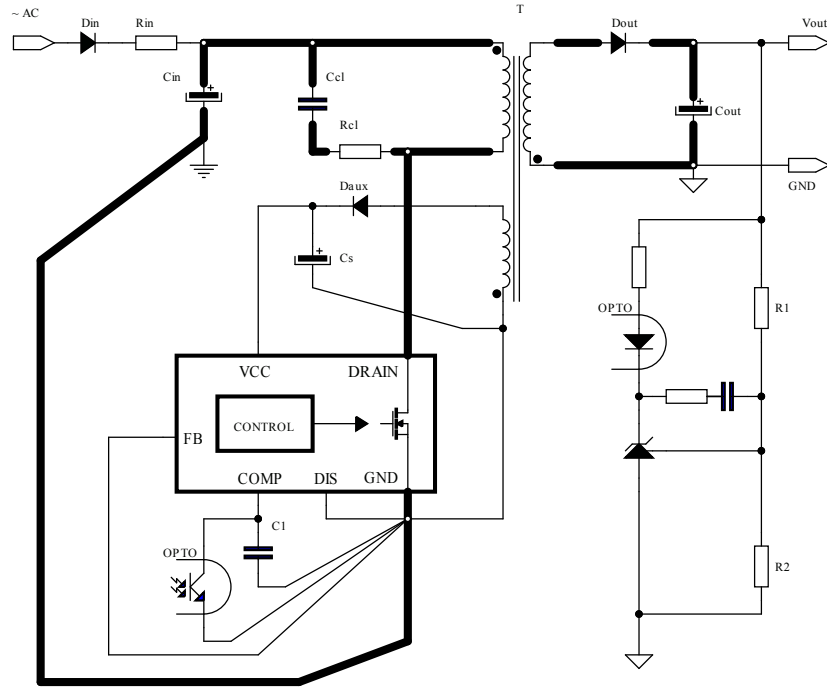 ~ AC
Din
Rin
T
Dout
Vout
Cin
+
Ccl
+
Cout
Rcl
GND
Daux
+
Cs
OPTO
R1
VCC
DRAIN
FB
CONTROL
COMP
DIS
GND
C1
OPTO
R2